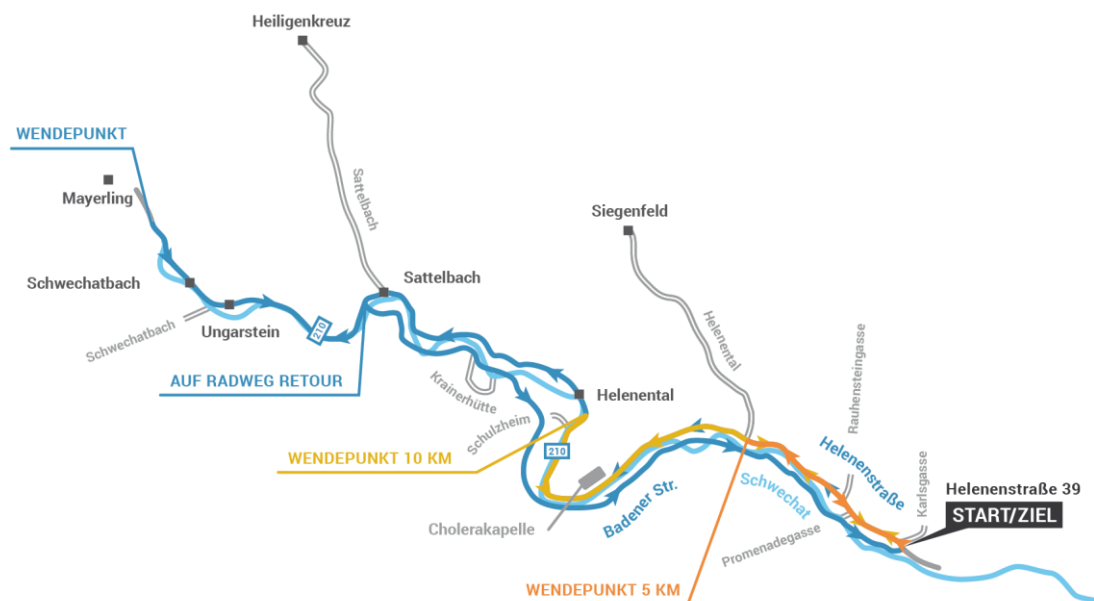 Heiligenkreuz
WENDEPUNKT
Mayerling
Sattelbach
Siegenfeld
Schwechatbach
Sattelbach
Ungarstein
210
Schwechatbach
Helenental
AUF RADWEG RETOUR
Krainerhütte
Helenental
Rauhensteingasse
Schulzheim
WENDEPUNKT 10 KM
210
Helenenstraße
Karlsgasse
Schwechat
Badener Str.
Helenenstraße 39
START/ZIEL
Cholerakapelle
Promenadegasse
WENDEPUNKT 5 KM